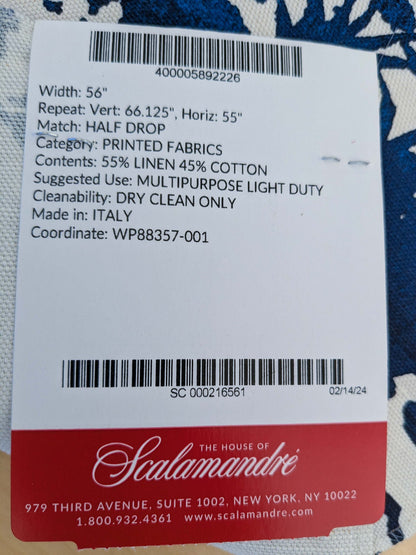 400005892226
Width: 56"
Repeat: Vert: 66.125", Horiz: 55"
Match: HALF DROP
Category: PRINTED FABRICS
Contents: 55% LINEN 45% COTTON
Suggested Use: MULTIPURPOSE LIGHT DUTY
Cleanability: DRY CLEAN ONLY
Made in: ITALY
Coordinate: WP88357-001
SC 000216561 02/14/24
THE HOUSE OF
Scalamandré
979 THIRD AVENUE, SUITE 1002, NEW YORK, NY 10022
1.800.932.4361 www.scalamandre.com